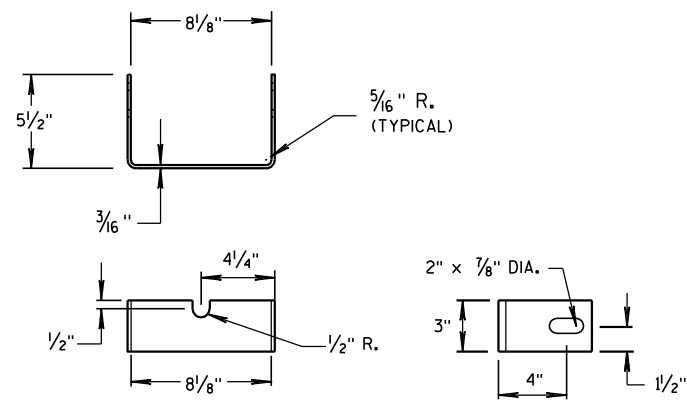 8 1/8"
5 1/2"
5/16" R.
(TYPICAL)
3/16"
4 1/4"
2" x 7/8" DIA.
3"
1/2"
1/2" R.
8 1/8"
4"
1 1/2"